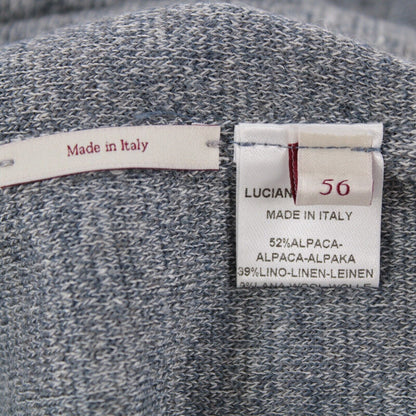 Made in Italy
56
LUCIAN
MADE IN ITALY
52%ALPACA-
ALPACA-ALPAKA
39%LINO-LINEN-LEINEN